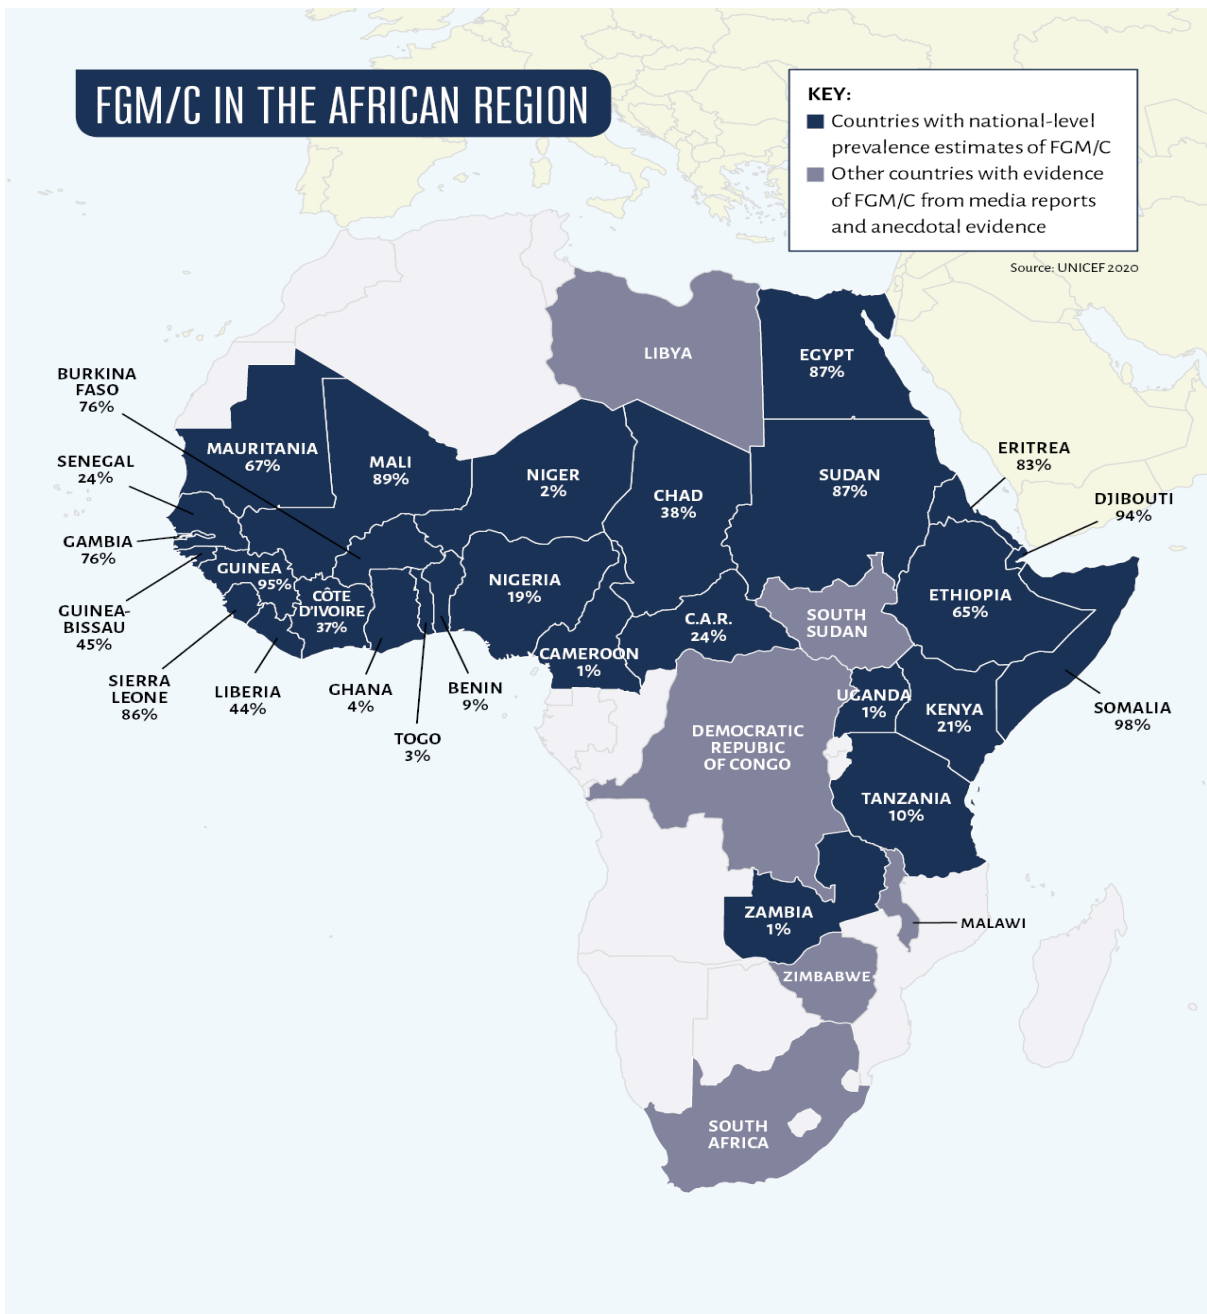 FGM/C IN THE AFRICAN REGION
KEY:
Countries with national-level
prevalence estimates of FGM/C
Other countries with evidence
of FGM/C from media reports
and anecdotal evidence
Source: UNICEF 2020
LIBYA
EGYPT
87%
BURKINA
FASO
76%
MAURITANIA
67%
MALI
89%
NIGER
2%
CHAD
38%
SUDAN
87%
ERITREA
83%
SENEGAL
24%
DJIBOUTI
94%
GAMBIA
76%
GUINEA
95%
CÔTE
D'IVOIRE
37%
NIGERIA
19%
C.A.R.
24%
SOUTH
SUDAN
ETHIOPIA
65%
GUINEA-
BISSAU
45%
CAMEROON
1%
SIERRA
LEONE
86%
LIBERIA
44%
GHANA
4%
BENIN
9%
TOGO
3%
UGANDA
1%
KENYA
21%
SOMALIA
98%
DEMOCRATIC
REPUBIC
OF CONGO
TANZANIA
10%
ZAMBIA
1%
MALAWI
ZIMBABWE
SOUTH
AFRICA